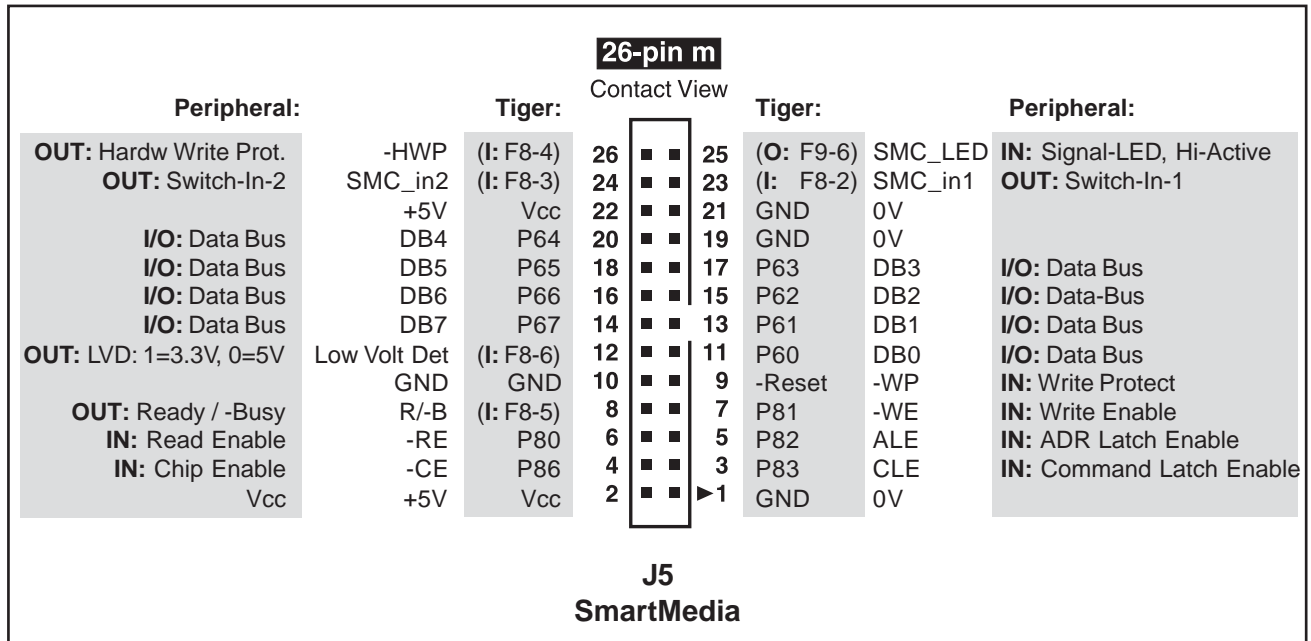 26-pin m
Contact View
Peripheral: Tiger: Tiger: Peripheral:
OUT: Hardw Write Prot. -HWP (I: F8-4) 26 25 (O: F9-6) SMC_LED IN: Signal-LED, Hi-Active
OUT: Switch-In-2 SMC_in2 (I: F8-3) 24 23 (I: F8-2) SMC_in1 OUT: Switch-In-1
+5V Vcc 22 21 GND 0V
I/O: Data Bus DB4 P64 20 19 GND 0V
I/O: Data Bus DB5 P65 18 17 P63 DB3 I/O: Data Bus
I/O: Data Bus DB6 P66 16 15 P62 DB2 I/O: Data-Bus
I/O: Data Bus DB7 P67 14 13 P61 DB1 I/O: Data Bus
OUT: LVD: 1=3.3V, 0=5V Low Volt Det (I: F8-6) 12 11 P60 DB0 I/O: Data Bus
GND GND 10 9 -Reset -WP IN: Write Protect
OUT: Ready / -Busy R/-B (I: F8-5) 8 7 P81 -WE IN: Write Enable
IN: Read Enable -RE P80 6 5 P82 ALE IN: ADR Latch Enable
IN: Chip Enable -CE P86 4 3 P83 CLE IN: Command Latch Enable
Vcc +5V Vcc 2 1 GND 0V
J5
SmartMedia